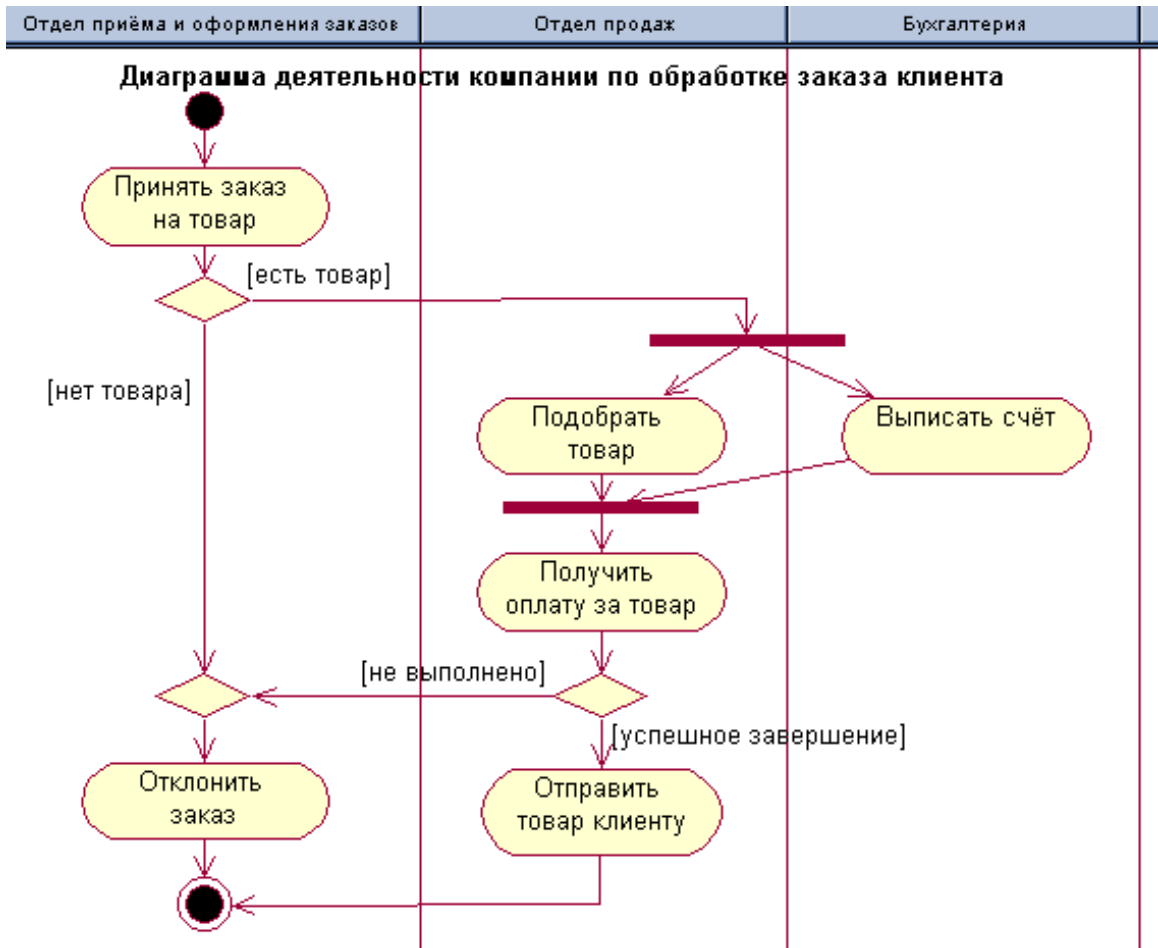 Отдел приёма и оформления заказов
Отдел продаж
Бухгалтерия
Диаграмма деятельности компании по обработке заказа клиента
Принять заказ
на товар
[есть товар]
[нет товара]
Подобрать
товар
Выписать счёт
Получить
оплату за товар
[не выполнено]
[успешное завершение]
Отклонить
заказ
Отправить
товар клиенту